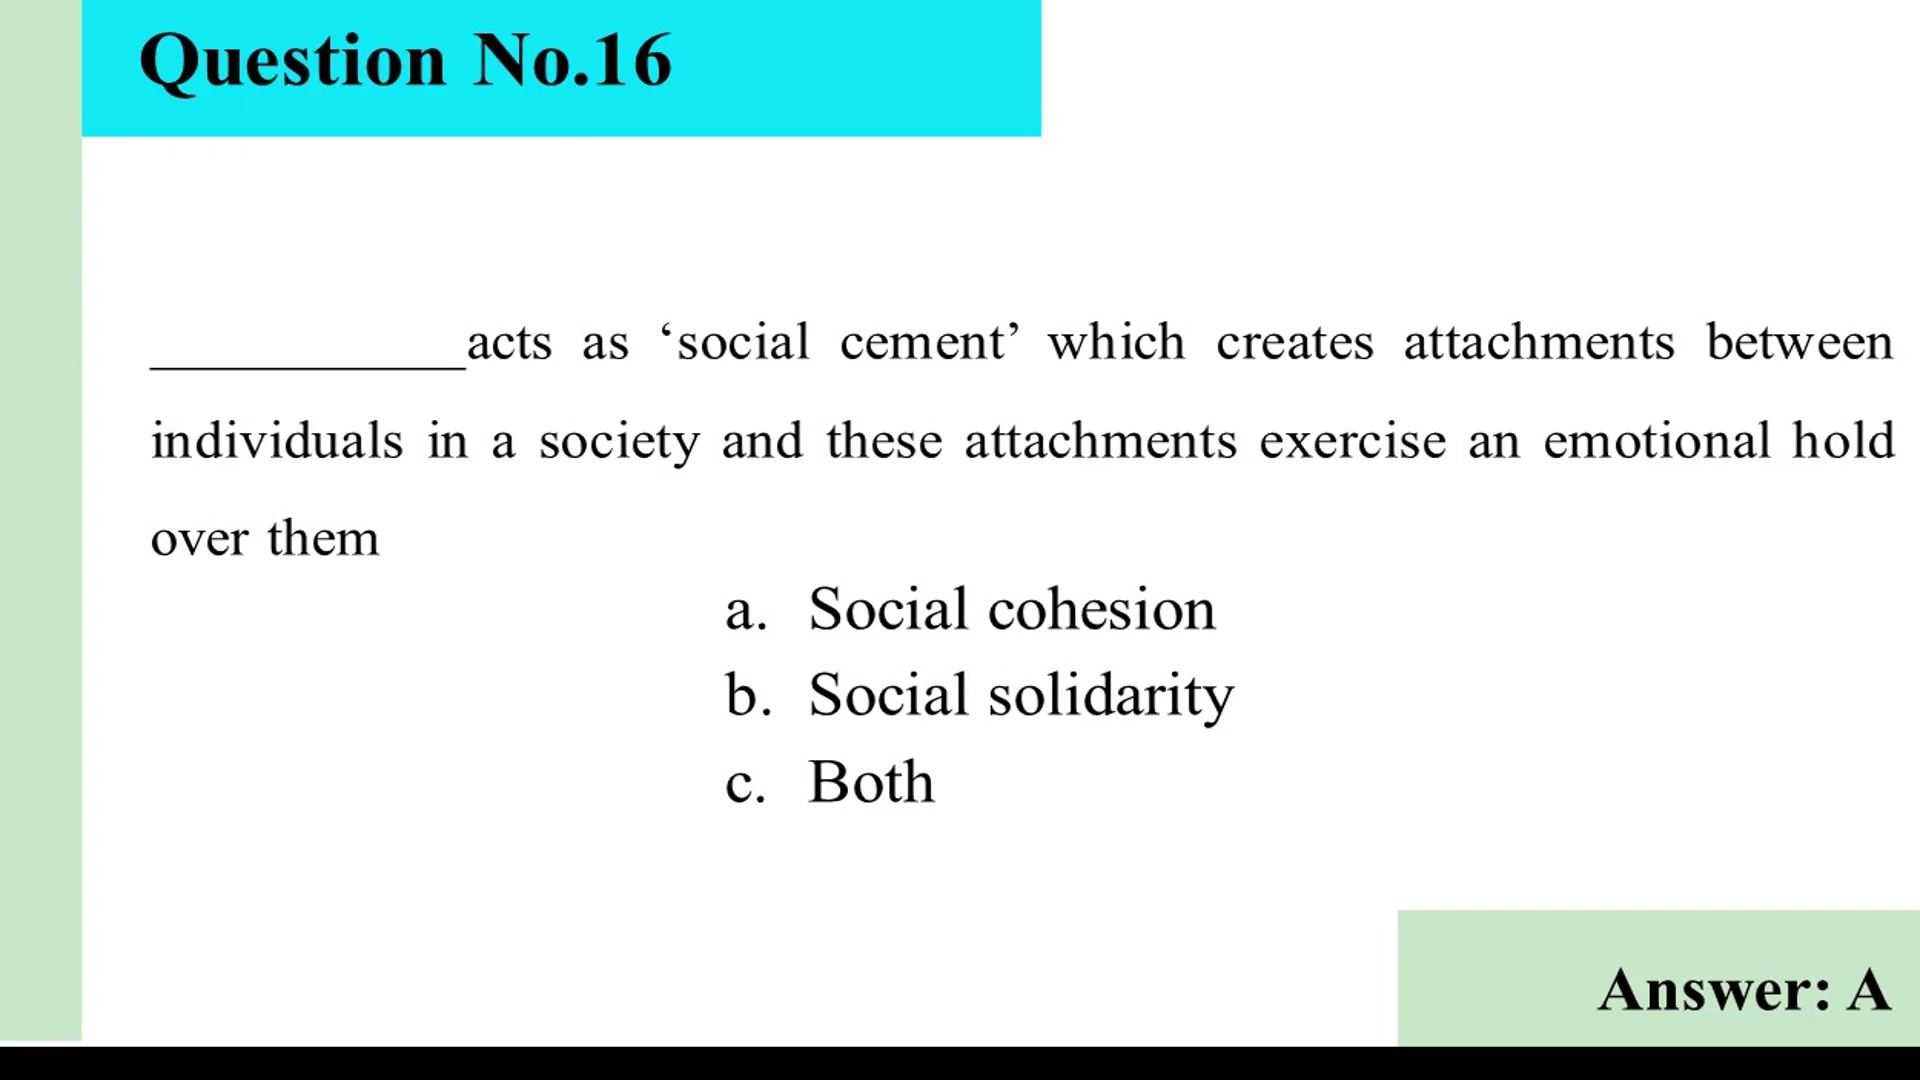 Question No.16
____________acts as ‘social cement’ which creates attachments between
individuals in a society and these attachments exercise an emotional hold
over them
a. Social cohesion
b. Social solidarity
c. Both
Answer: A